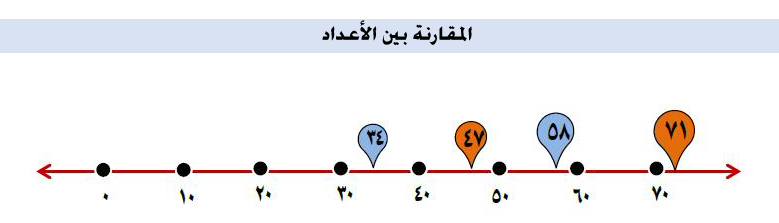 المقارنة بين الأعداد
٣٤ ٤٧ ٥٨ ٧١
٠ ١٠ ٢٠ ٣٠ ٤٠ ٥٠ ٦٠ ٧٠